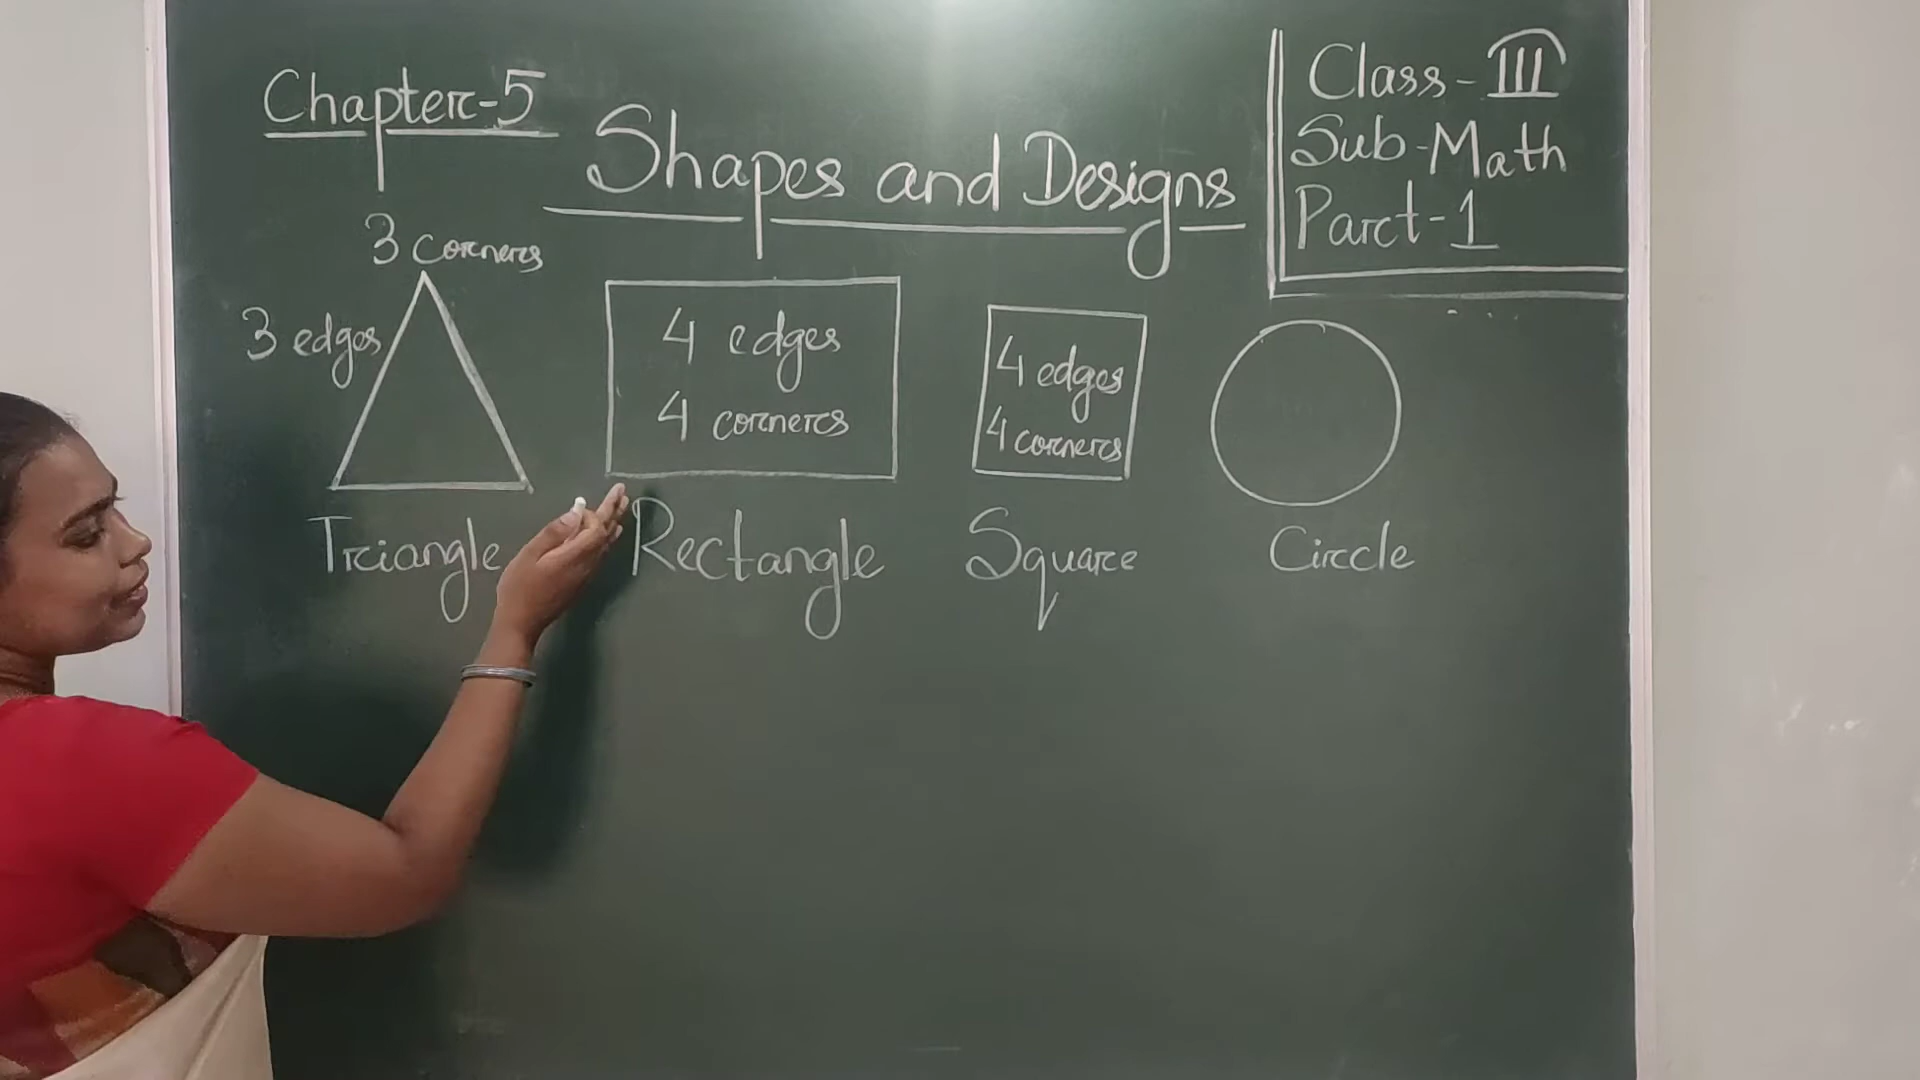 Chapter-5
Shapes and Designs
Class-III
Sub-Math
Part-1
3 corners
3 edges
Triangle
4 edges
4 corners
Rectangle
4 edges
4 corners
Square
Circle